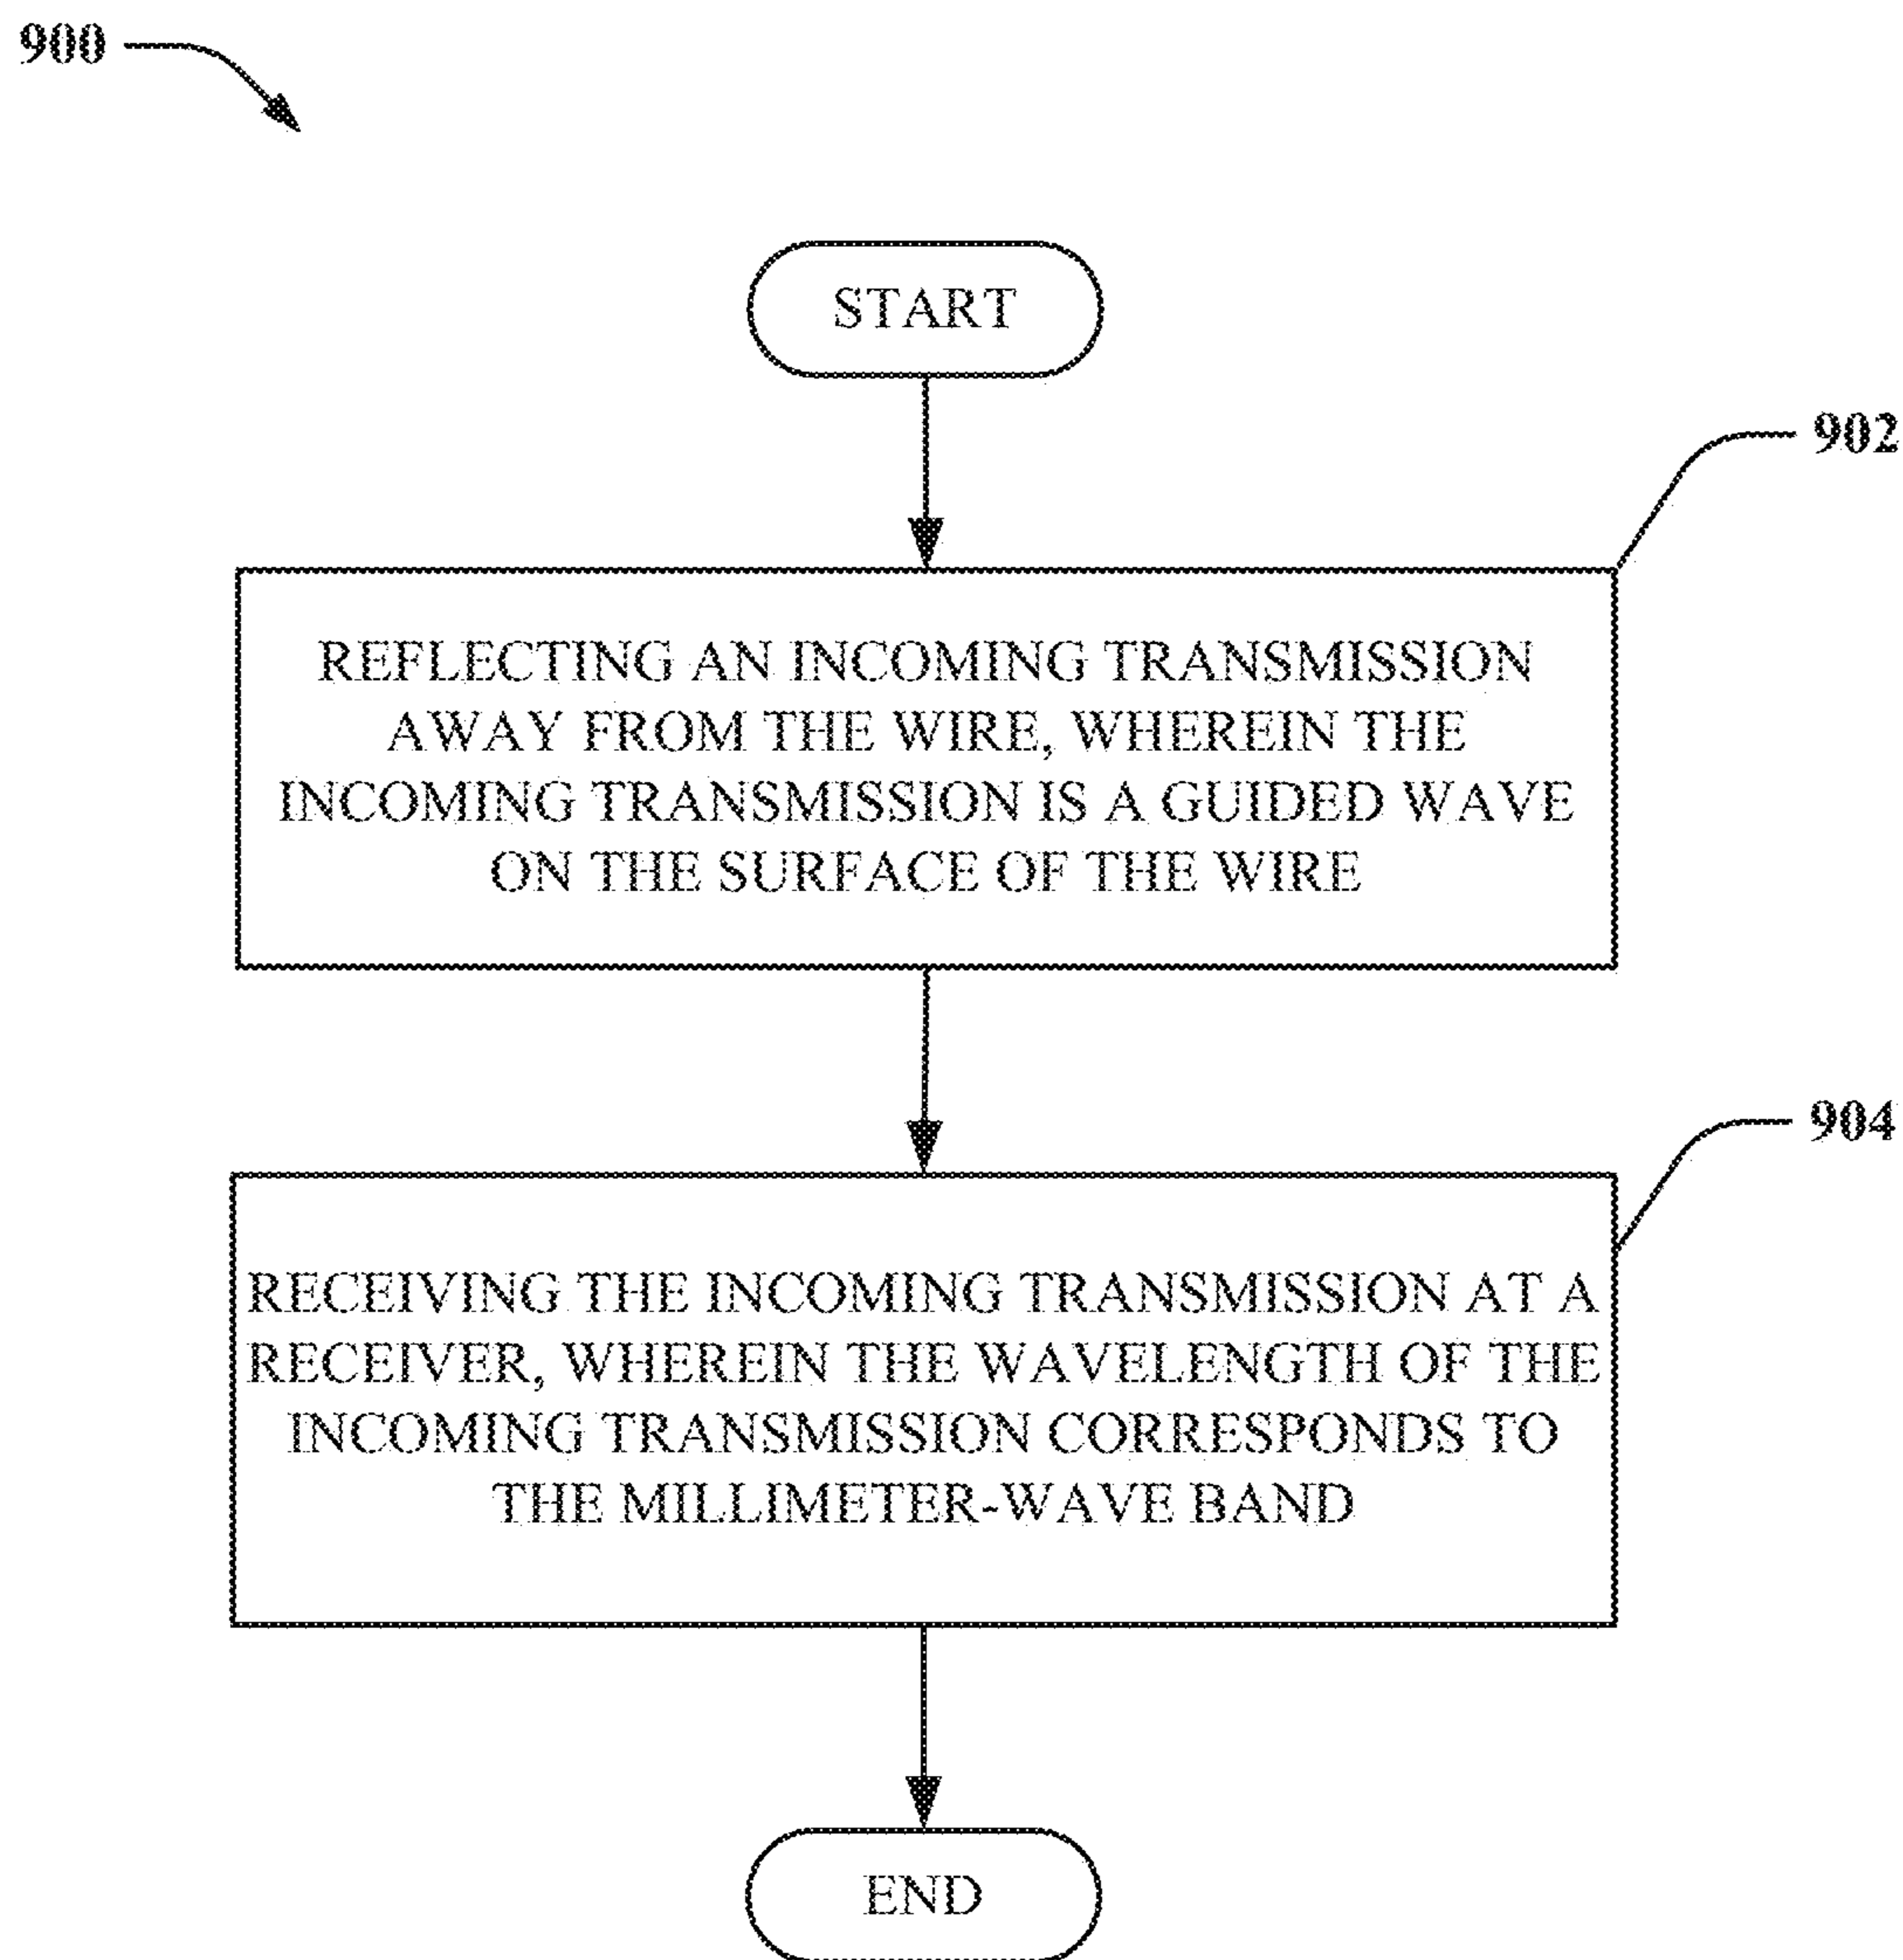 900
START
902
REFLECTING AN INCOMING TRANSMISSION
AWAY FROM THE WIRE, WHEREIN THE
INCOMING TRANSMISSION IS A GUIDED WAVE
ON THE SURFACE OF THE WIRE
904
RECEIVING THE INCOMING TRANSMISSION AT A
RECEIVER, WHEREIN THE WAVELENGTH OF THE
INCOMING TRANSMISSION CORRESPONDS TO
THE MILLIMETER-WAVE BAND
END